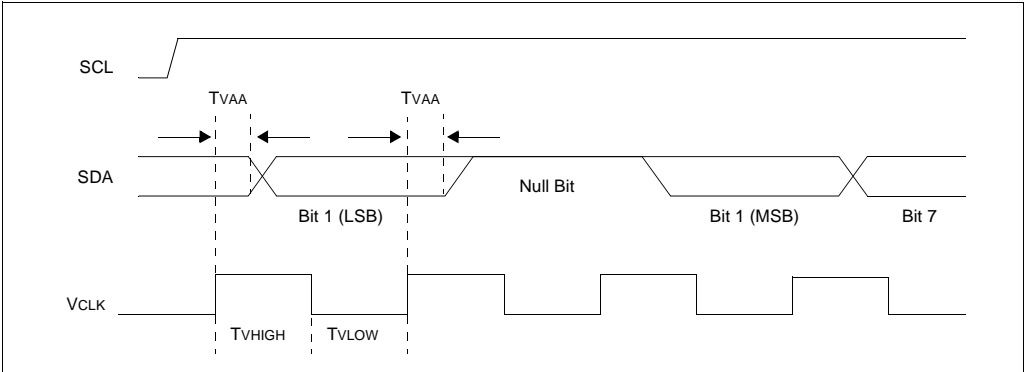 SCL
TVAA
TVAA
SDA
Null Bit
Bit 1 (LSB)
Bit 1 (MSB)
Bit 7
VCLK
TVHIGH
TVLOW